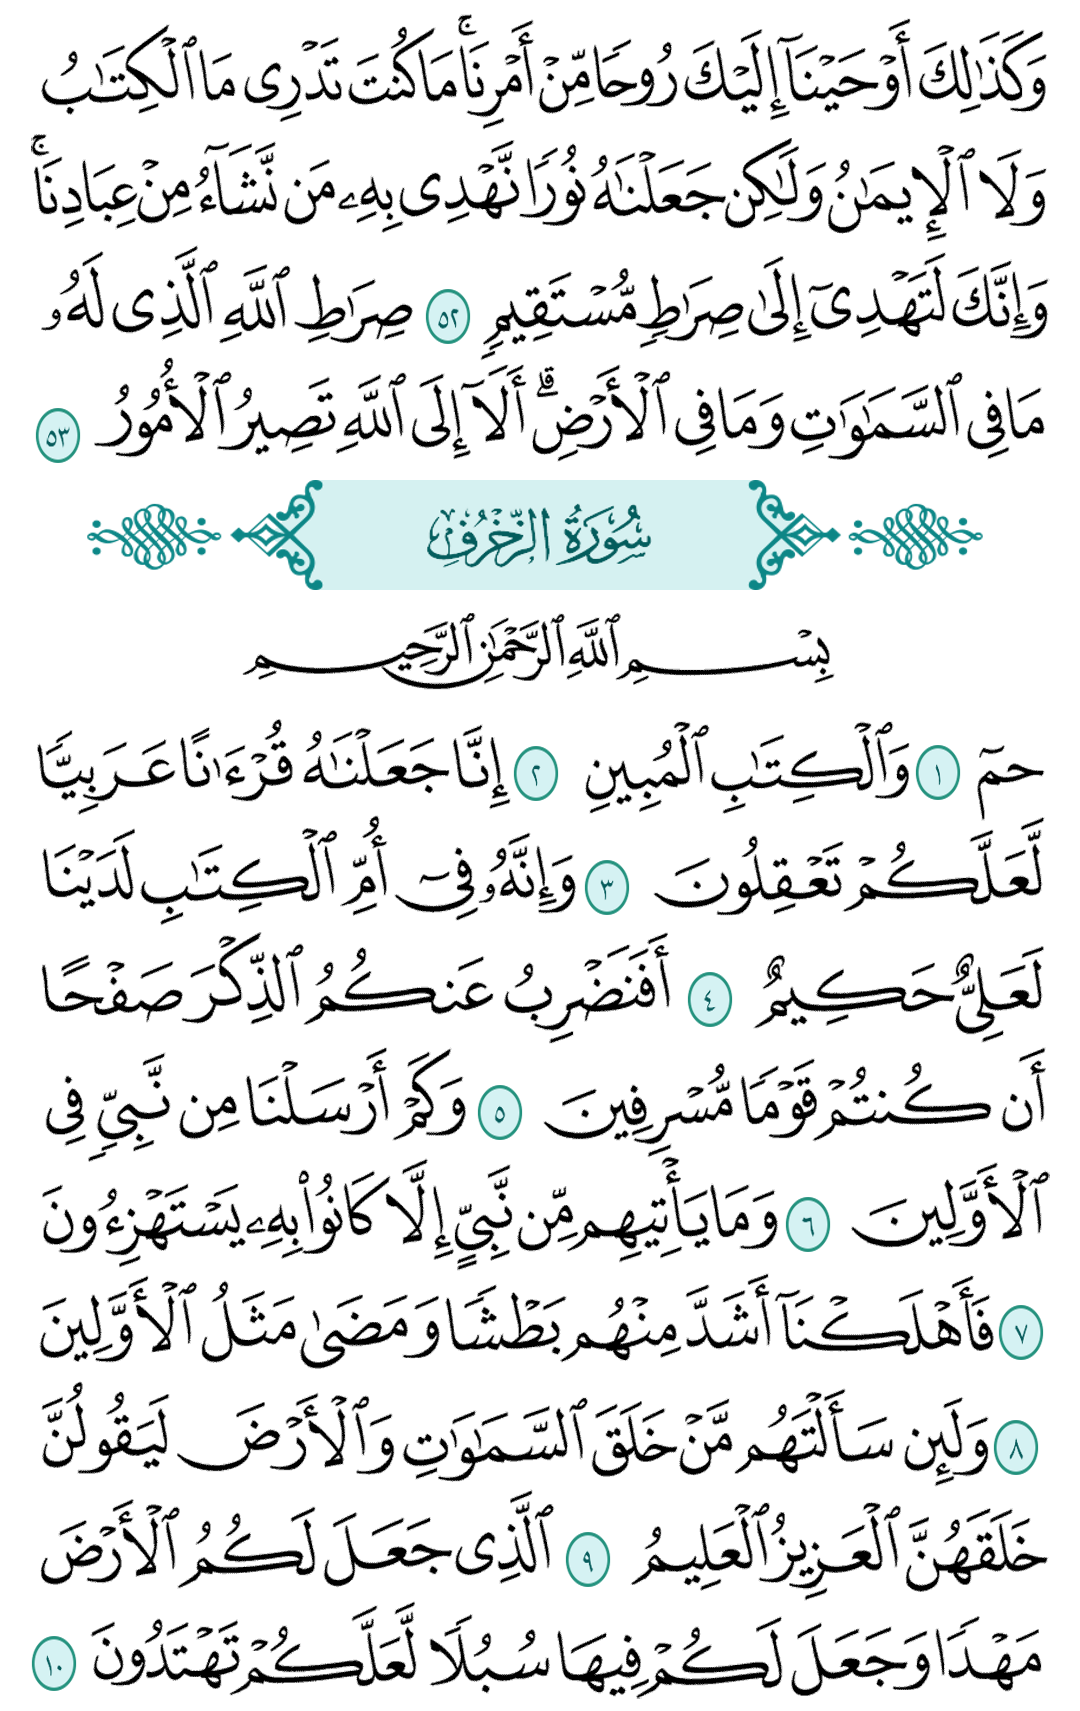 وَكَذَٰلِكَ أَوْحَيْنَآ إِلَيْكَ رُوحًا مِّنْ أَمْرِنَا ۚ مَا كُنتَ تَدْرِى مَا ٱلْكِتَـٰبُ
وَلَا ٱلْإِيمَـٰنُ وَلَـٰكِن جَعَلْنَـٰهُ نُورًا نَّهْدِى بِهِۦ مَن نَّشَآءُ مِنْ عِبَادِنَا ۚ
وَإِنَّكَ لَتَهْدِىٓ إِلَىٰ صِرَٰطٍ مُّسْتَقِيمٍ ٥٢ صِرَٰطِ ٱللَّهِ ٱلَّذِى لَهُۥ
مَا فِى ٱلسَّمَـٰوَٰتِ وَمَا فِى ٱلْأَرْضِ ۗ أَلَآ إِلَى ٱللَّهِ تَصِيرُ ٱلْأُمُورُ ٥٣
سُورَةُ الزُّخْرُفِ
بِسْمِ ٱللَّهِ ٱلرَّحْمَـٰنِ ٱلرَّحِيمِ
حمٓ ١ وَٱلْكِتَـٰبِ ٱلْمُبِينِ ٢ إِنَّا جَعَلْنَـٰهُ قُرْءَٰنًا عَرَبِيًّا
لَّعَلَّكُمْ تَعْقِلُونَ ٣ وَإِنَّهُۥ فِىٓ أُمِّ ٱلْكِتَـٰبِ لَدَيْنَا
لَعَلِىٌّ حَكِيمٌ ٤ أَفَنَضْرِبُ عَنكُمُ ٱلذِّكْرَ صَفْحًا
أَن كُنتُمْ قَوْمًا مُّسْرِفِينَ ٥ وَكَمْ أَرْسَلْنَا مِن نَّبِىٍّ فِى
ٱلْأَوَّلِينَ ٦ وَمَا يَأْتِيهِم مِّن نَّبِىٍّ إِلَّا كَانُوا۟ بِهِۦ يَسْتَهْزِءُونَ
٧ فَأَهْلَكْنَآ أَشَدَّ مِنْهُم بَطْشًا وَمَضَىٰ مَثَلُ ٱلْأَوَّلِينَ
٨ وَلَئِن سَأَلْتَهُم مَّنْ خَلَقَ ٱلسَّمَـٰوَٰتِ وَٱلْأَرْضَ لَيَقُولُنَّ
خَلَقَهُنَّ ٱلْعَزِيزُ ٱلْعَلِيمُ ٩ ٱلَّذِى جَعَلَ لَكُمُ ٱلْأَرْضَ
مَهْدًا وَجَعَلَ لَكُمْ فِيهَا سُبُلًا لَّعَلَّكُمْ تَهْتَدُونَ ١٠